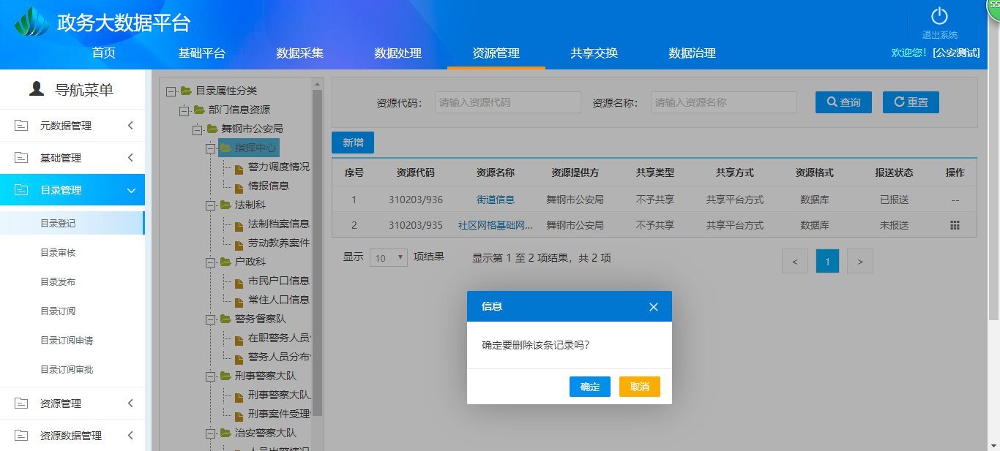 政务大数据平台
退出系统
55
首页 基础平台 数据采集 数据处理 资源管理 共享交换 数据治理
欢迎您! [公安测试]
导航菜单
元数据管理
基础管理
目录管理
目录登记
目录审核
目录发布
目录订阅
目录订阅申请
目录订阅审批
资源管理
资源数据管理
目录属性分类
部门信息资源
舞钢市公安局
指挥中心
警力调度情况
情报信息
法制科
法制档案信息
劳动教养案件
户政科
市民户口信息
常住人口信息
警务督察队
在职警务人员
警务人员分布
刑事警察大队
刑事警察大队
刑事案件受理
治安警察大队
资源代码: 请输入资源代码 资源名称: 请输入资源名称 查询 重置
新增
序号 资源代码 资源名称 资源提供方 共享类型 共享方式 资源格式 报送状态 操作
1 310203/936 街道信息 舞钢市公安局 不予共享 共享平台方式 数据库 已报送 --
2 310203/935 社区网格基础网... 舞钢市公安局 不予共享 共享平台方式 数据库 未报送
显示 10 项结果 显示第 1 至 2 项结果，共 2 项 < 1 >
信息
确定要删除该条记录吗?
确定 取消